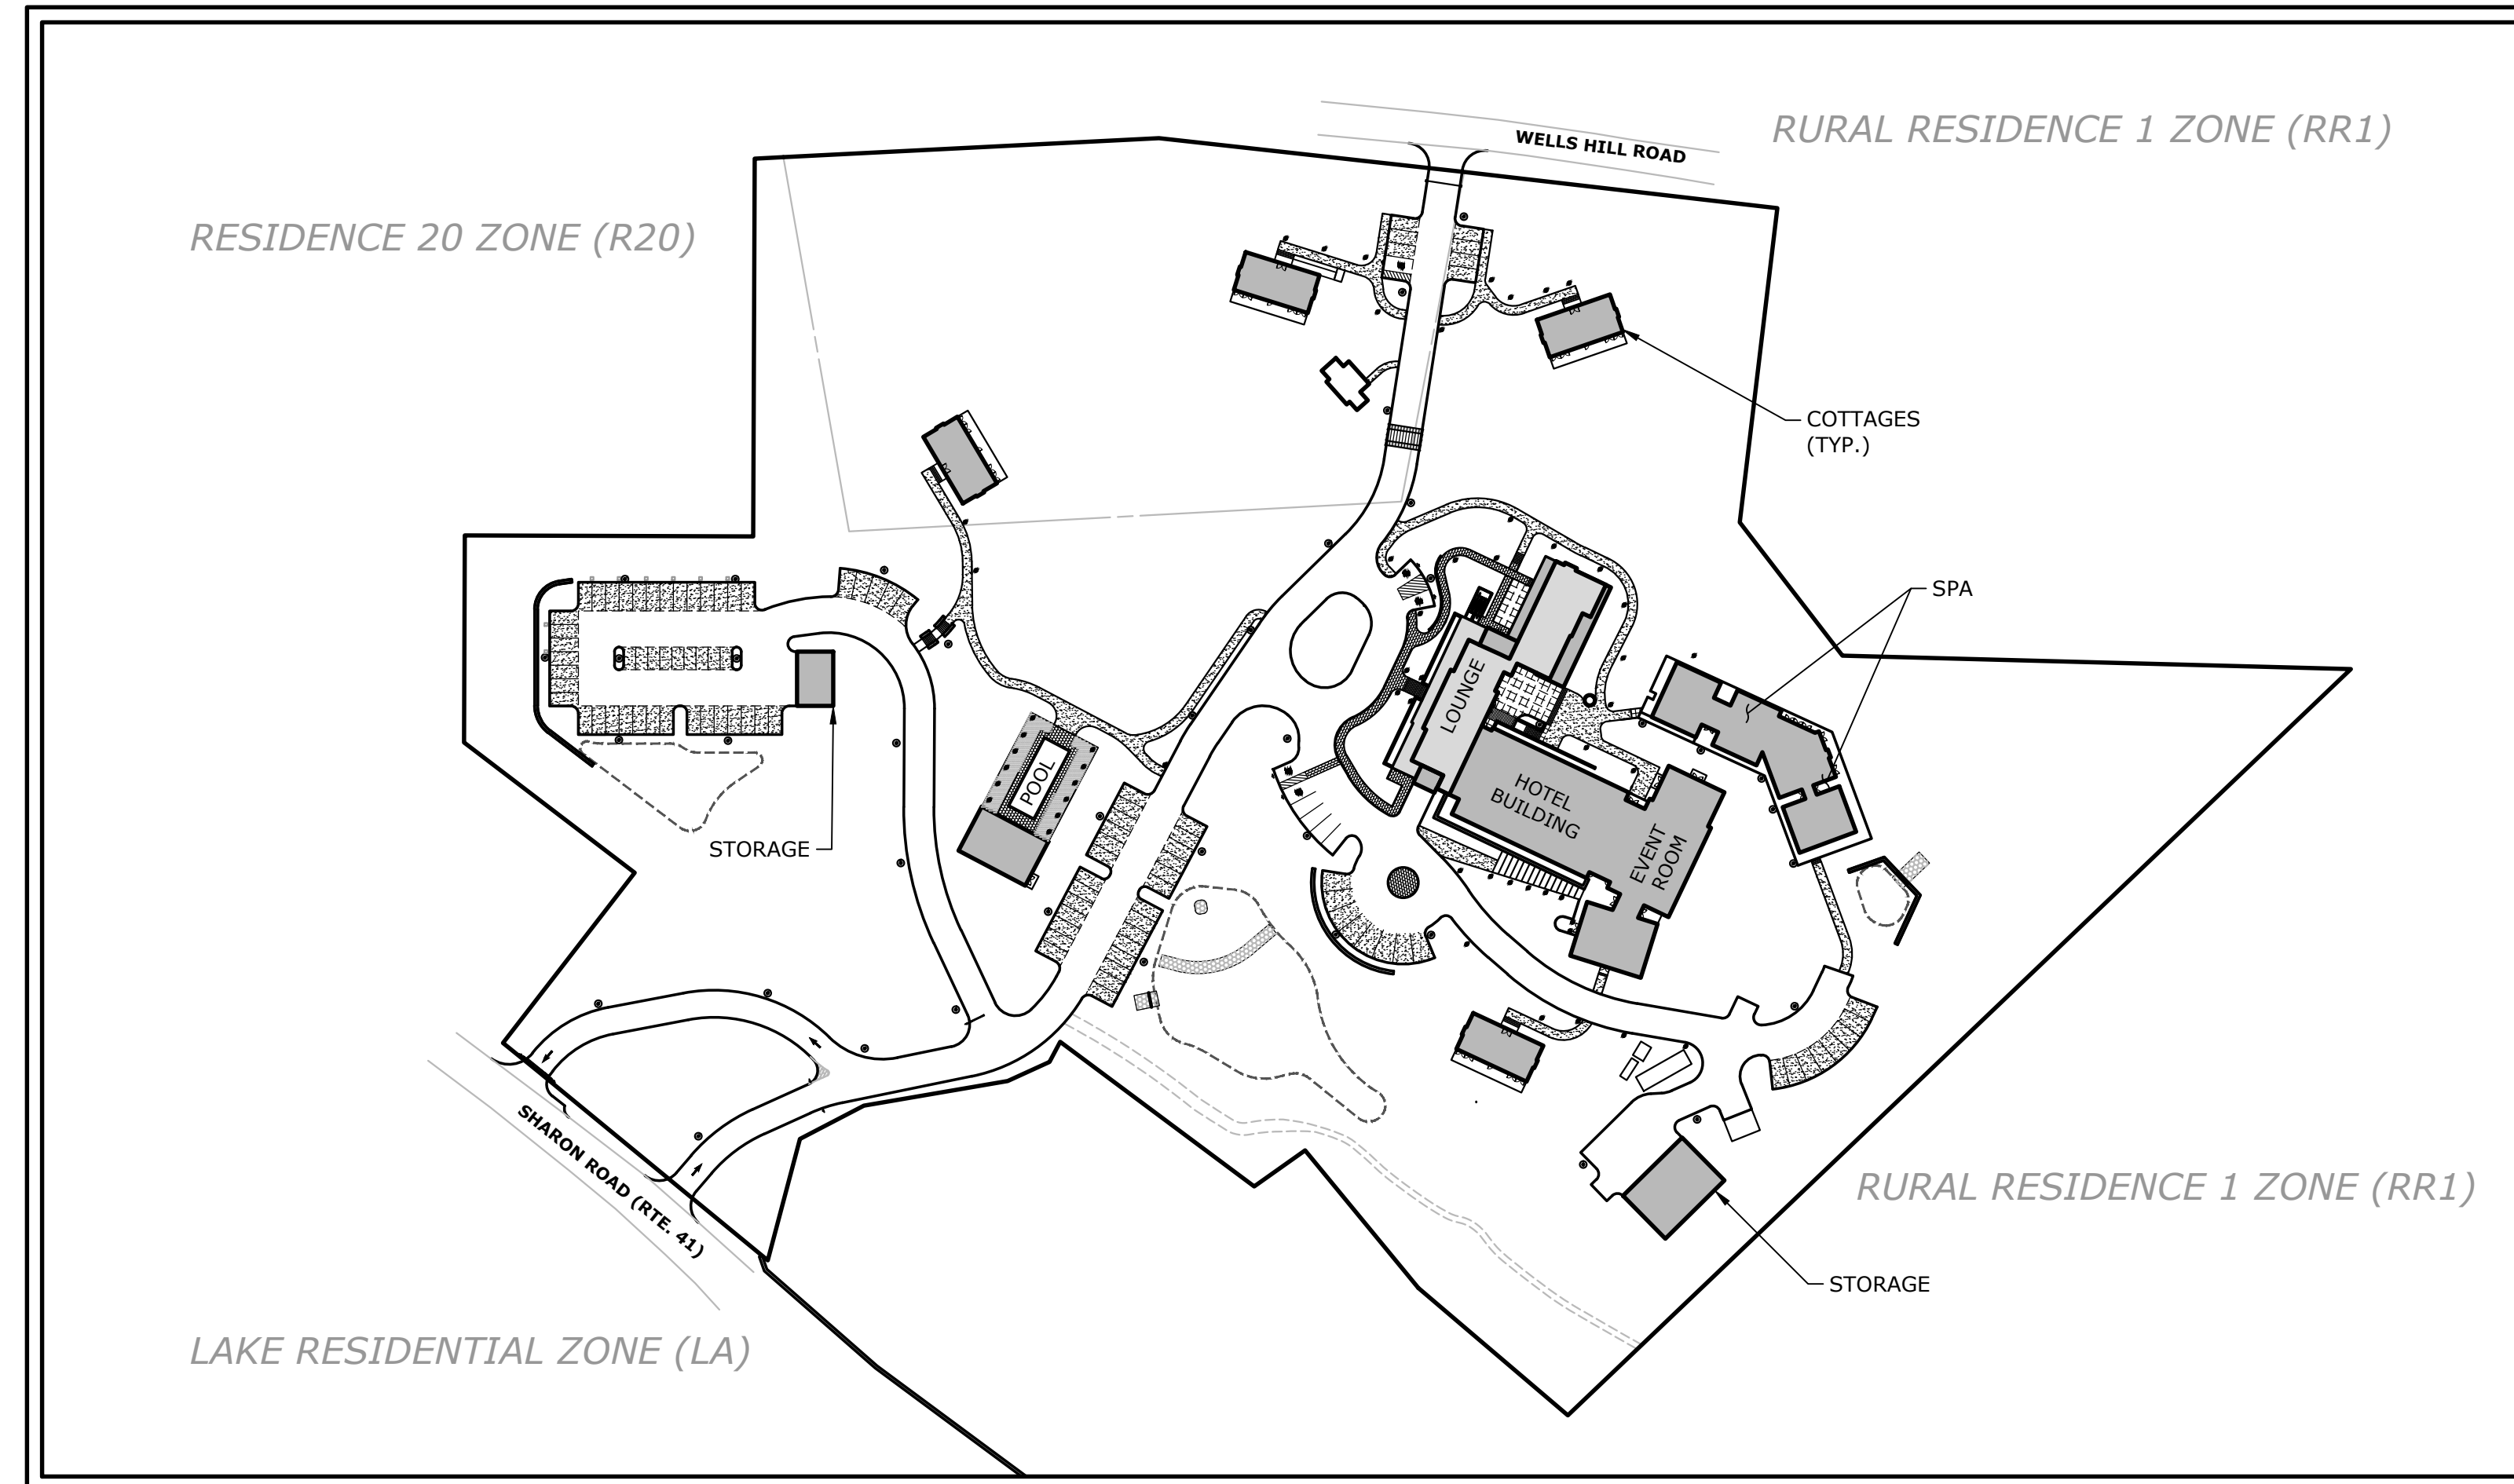 WELLS HILL ROAD
RURAL RESIDENCE 1 ZONE (RR1)
RESIDENCE 20 ZONE (R20)
COTTAGES
(TYP.)
SPA
LOUNGE
POOL
HOTEL
BUILDING
EVENT
ROOM
STORAGE
SHARON ROAD (RTE. 41)
RURAL RESIDENCE 1 ZONE (RR1)
STORAGE
LAKE RESIDENTIAL ZONE (LA)